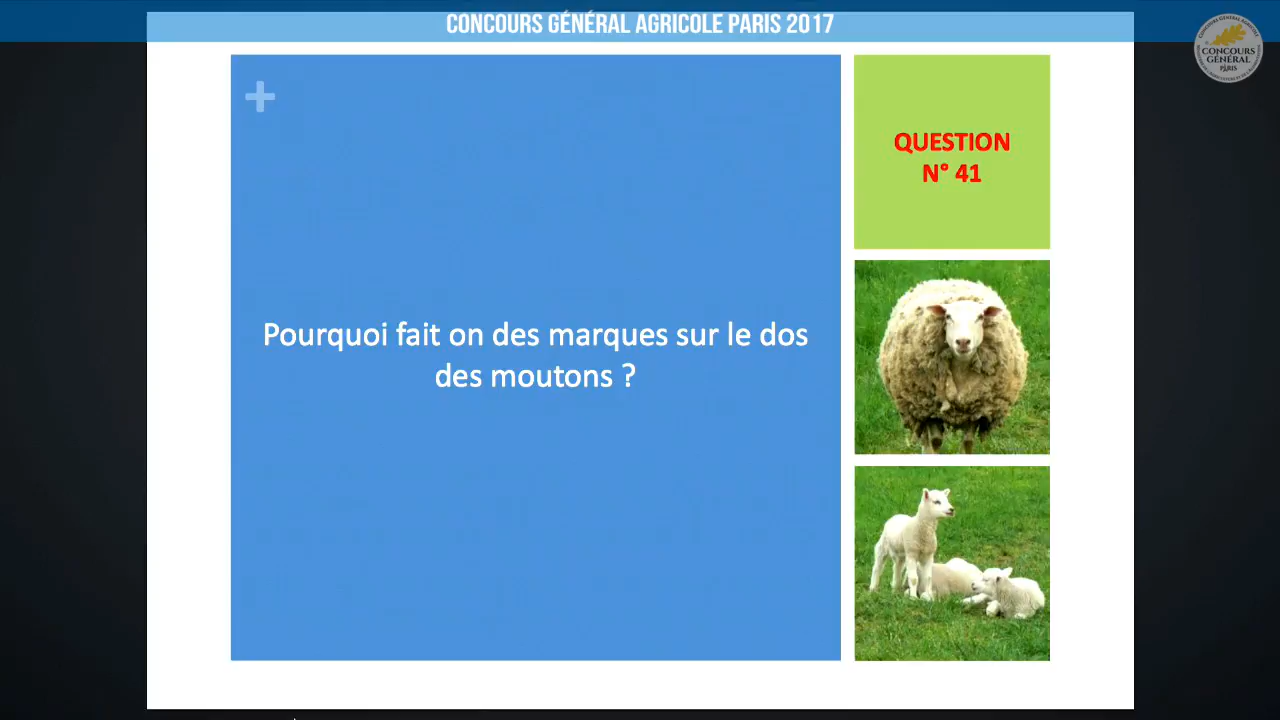 CONCOURS GÉNÉRAL AGRICOLE PARIS 2017
CONCOURS
GÉNÉRAL
PARIS
+
QUESTION
N° 41
Pourquoi fait on des marques sur le dos
des moutons ?